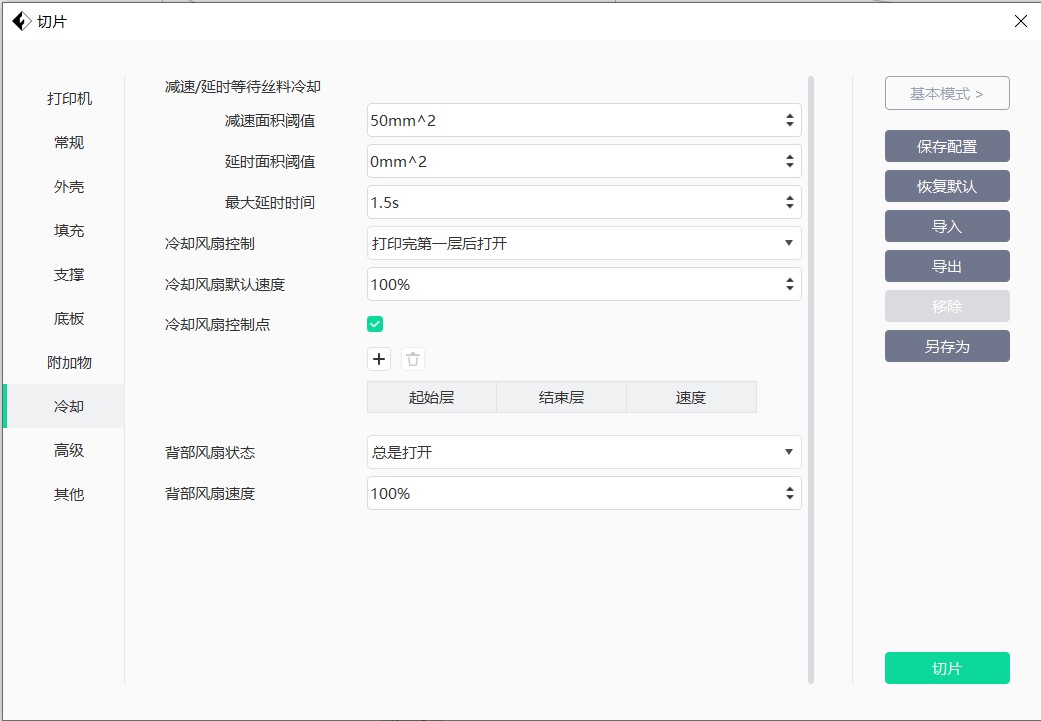 切片
打印机
常规
外壳
填充
支撑
底板
附加物
冷却
高级
其他
减速/延时等待丝料冷却
减速面积阈值 50mm^2
延时面积阈值 0mm^2
最大延时时间 1.5s
冷却风扇控制 打印完第一层后打开
冷却风扇默认速度 100%
冷却风扇控制点
起始层 结束层 速度
背部风扇状态 总是打开
背部风扇速度 100%
基本模式 >
保存配置
恢复默认
导入
导出
移除
另存为
切片